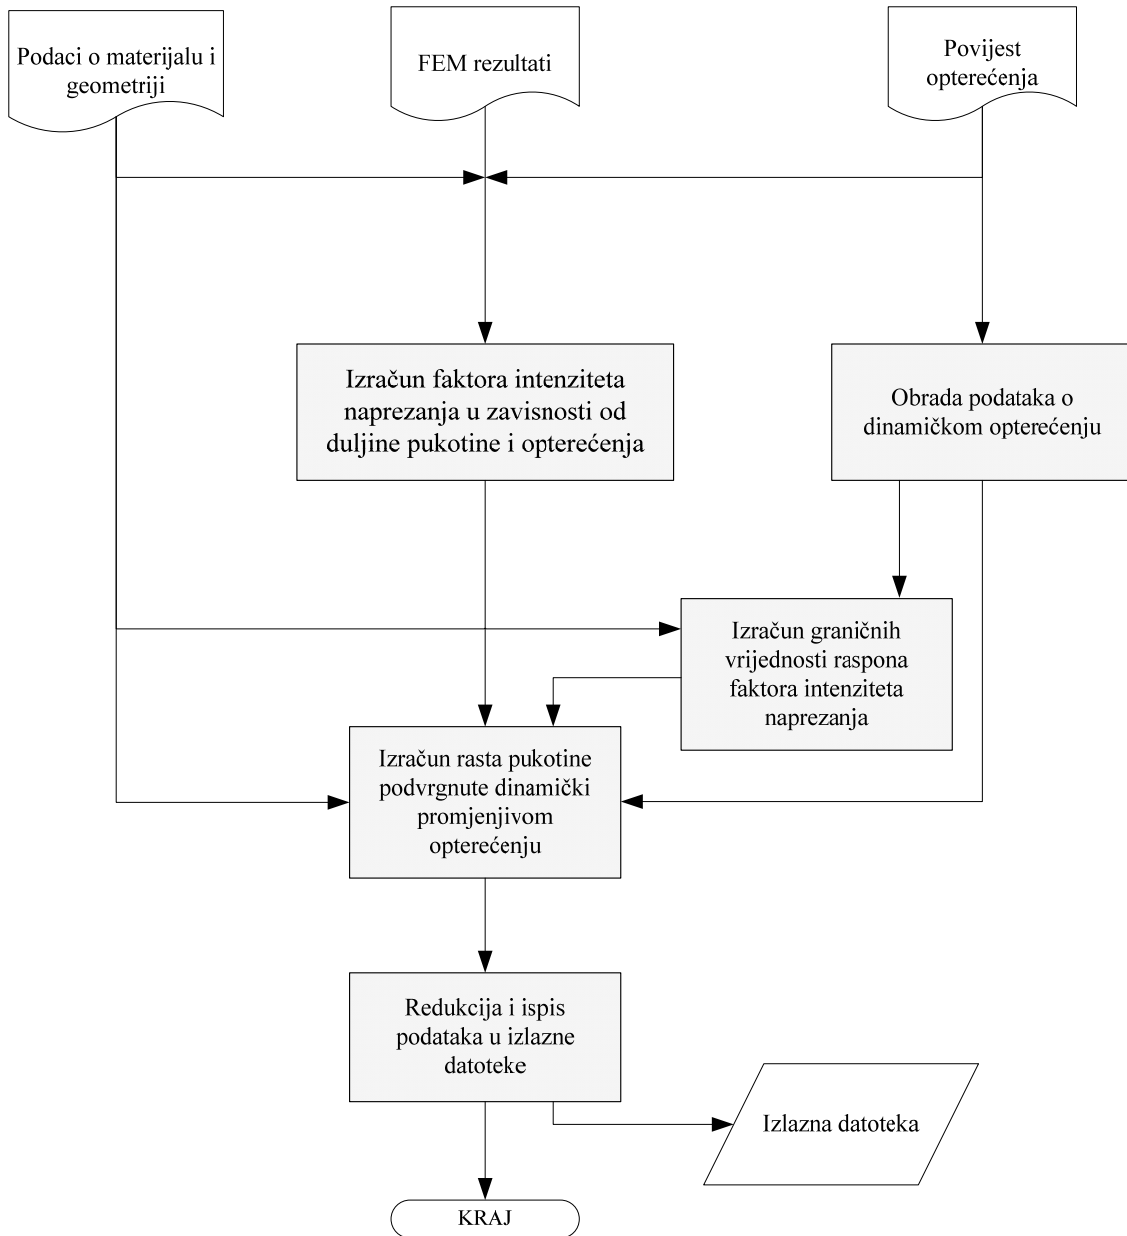 Podaci o materijalu i
geometriji
FEM rezultati
Povijest
opterećenja
Izračun faktora intenziteta
naprezanja u zavisnosti od
duljine pukotine i opterećenja
Obrada podataka o
dinamičkom opterećenju
Izračun graničnih
vrijednosti raspona
faktora intenziteta
naprezanja
Izračun rasta pukotine
podvrgnute dinamički
promjenjivom
opterećenju
Redukcija i ispis
podataka u izlazne
datoteke
Izlazna datoteka
KRAJ